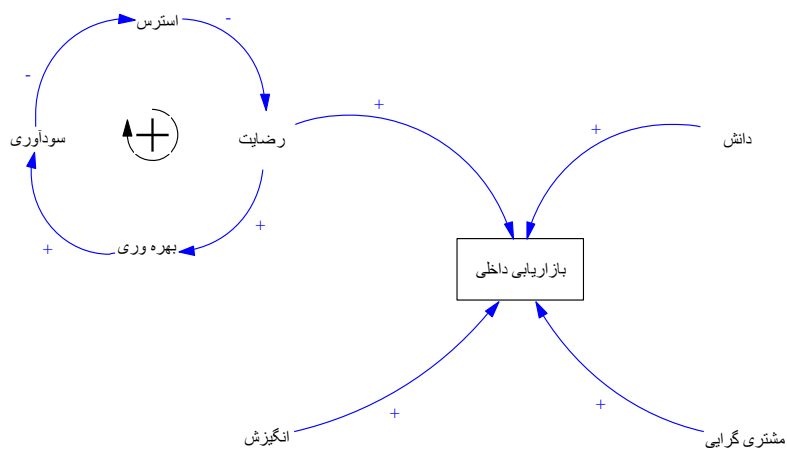 استرس
-
-
سودآوری
+
رضایت
+
+
+
بهره وری
+
دانش
بازاریابی داخلی
انگیزش
+
+
مشتری گرایی